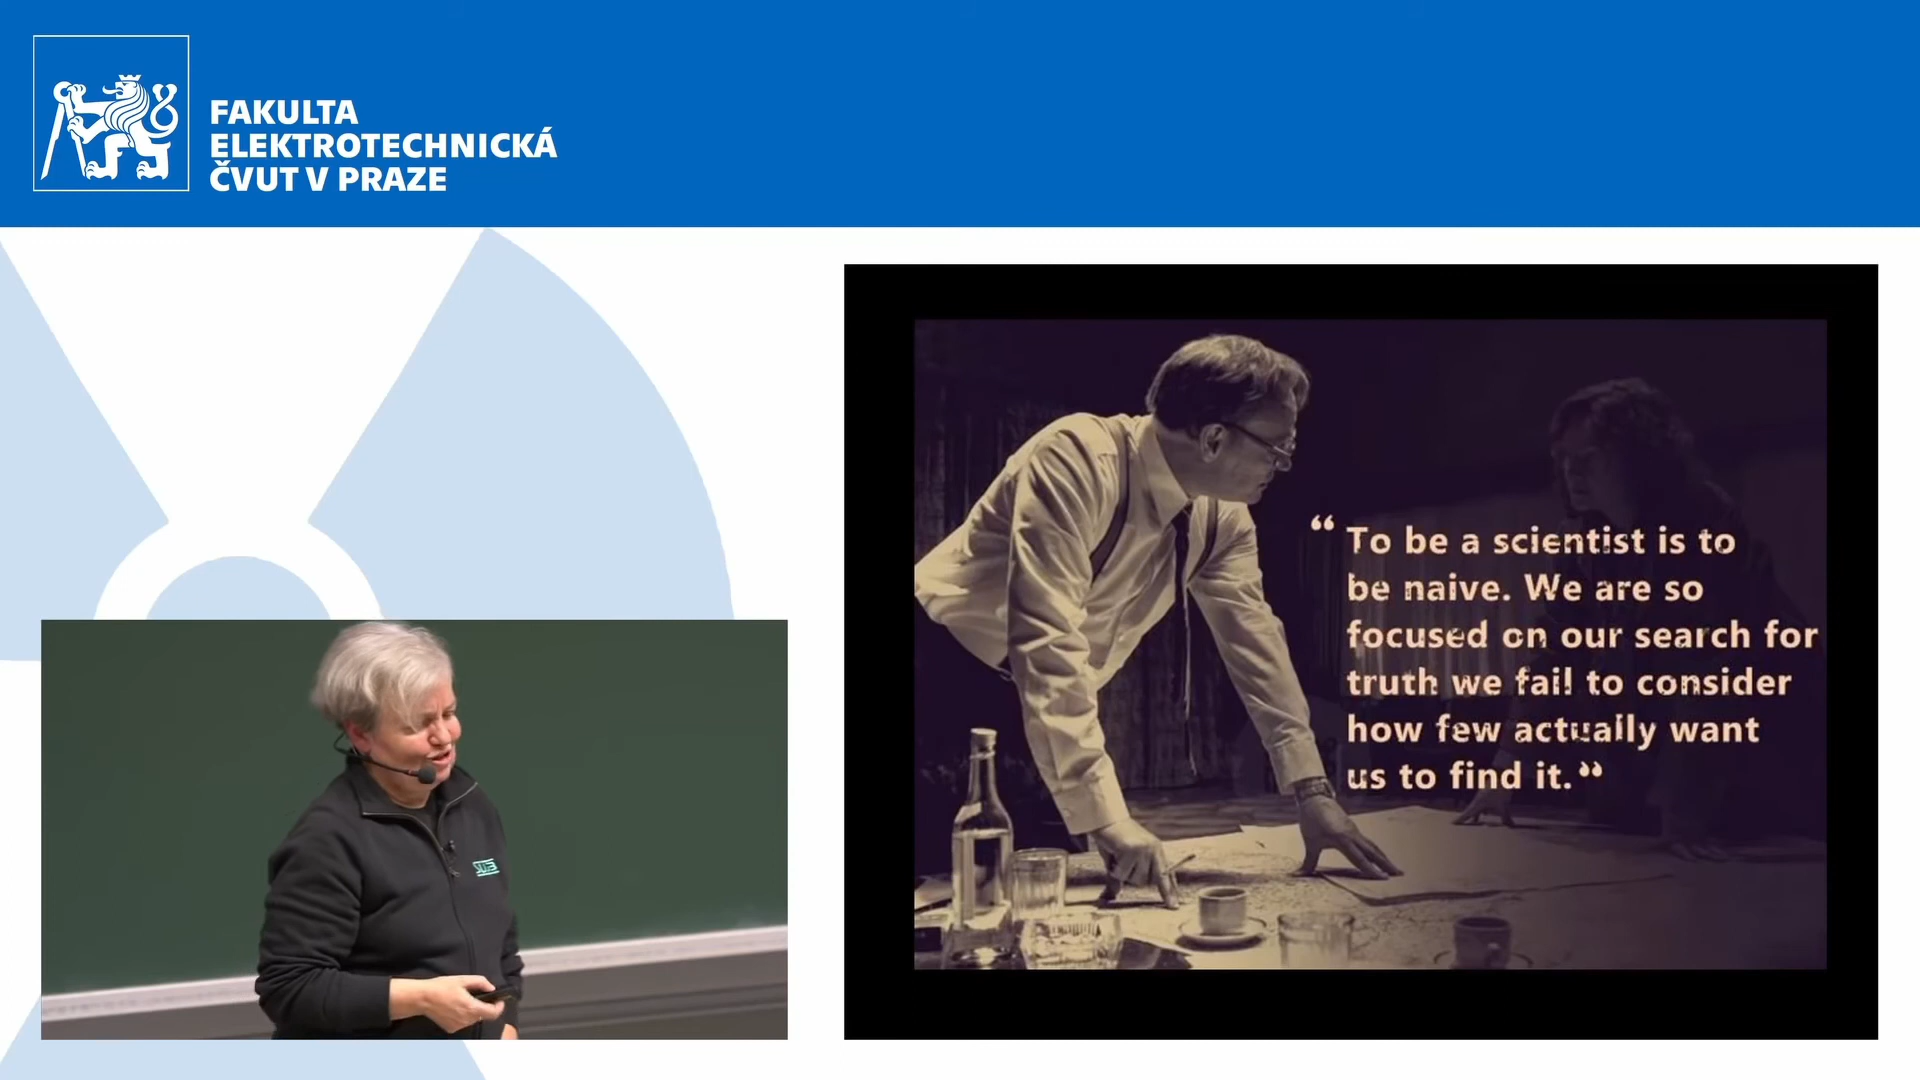 FAKULTA
ELEKTROTECHNICKÁ
ČVUT V PRAZE
“ To be a scientist is to
be naive. We are so
focused on our search for
truth we fail to consider
how few actually want
us to find it.”